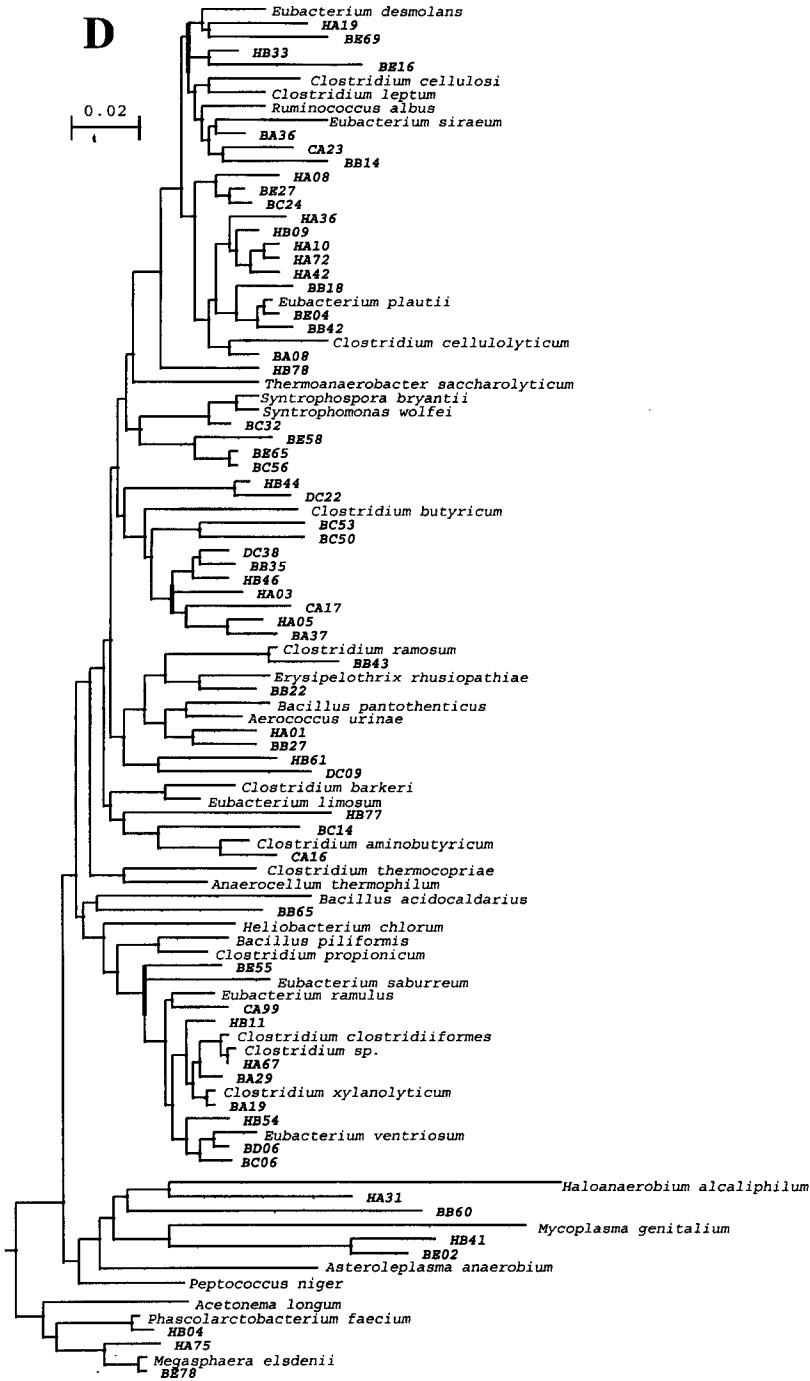 D
0.02
Eubacterium desmolans
HA19
BE69
HB33
BE16
Clostridium cellulosi
Clostridium leptum
Ruminococcus albus
Eubacterium siraeum
BA36
CA23
BB14
HA08
BE27
BC24
HA36
HB09
HA10
HA72
HA42
BB18
Eubacterium plautii
BE04
BB42
Clostridium cellulolyticum
BA08
HB78
Thermoanaerobacter saccharolyticum
Syntrophospora bryantii
Syntrophomonas wolfei
BC32
BE58
BE65
BC56
HB44
DC22
Clostridium butyricum
BC53
BC50
DC38
BB35
HB46
HA03
CA17
HA05
BA37
Clostridium ramosum
BB43
Erysipelothrix rhusiopathiae
BB22
Bacillus pantothenticus
Aerococcus urinae
HA01
BB27
HB61
DC09
Clostridium barkeri
Eubacterium limosum
HB77
BC14
Clostridium aminobutyricum
CA16
Clostridium thermocopriae
Anaerocellum thermophilum
Bacillus acidocaldarius
BB65
Heliobacterium chlorum
Bacillus piliformis
Clostridium propionicum
BE55
Eubacterium saburreum
Eubacterium ramulus
CA99
HB11
Clostridium clostridiiformes
Clostridium sp.
HA67
BA29
Clostridium xylanolyticum
BA19
HB54
Eubacterium ventriosum
BD06
BC06
Haloanaerobium alcaliphilum
HA31
BB60
Mycoplasma genitalium
HB41
BE02
Asteroleplasma anaerobium
Peptococcus niger
Acetonema longum
Phascolarctobacterium faecium
HB04
HA75
Megasphaera elsdenii
BE78